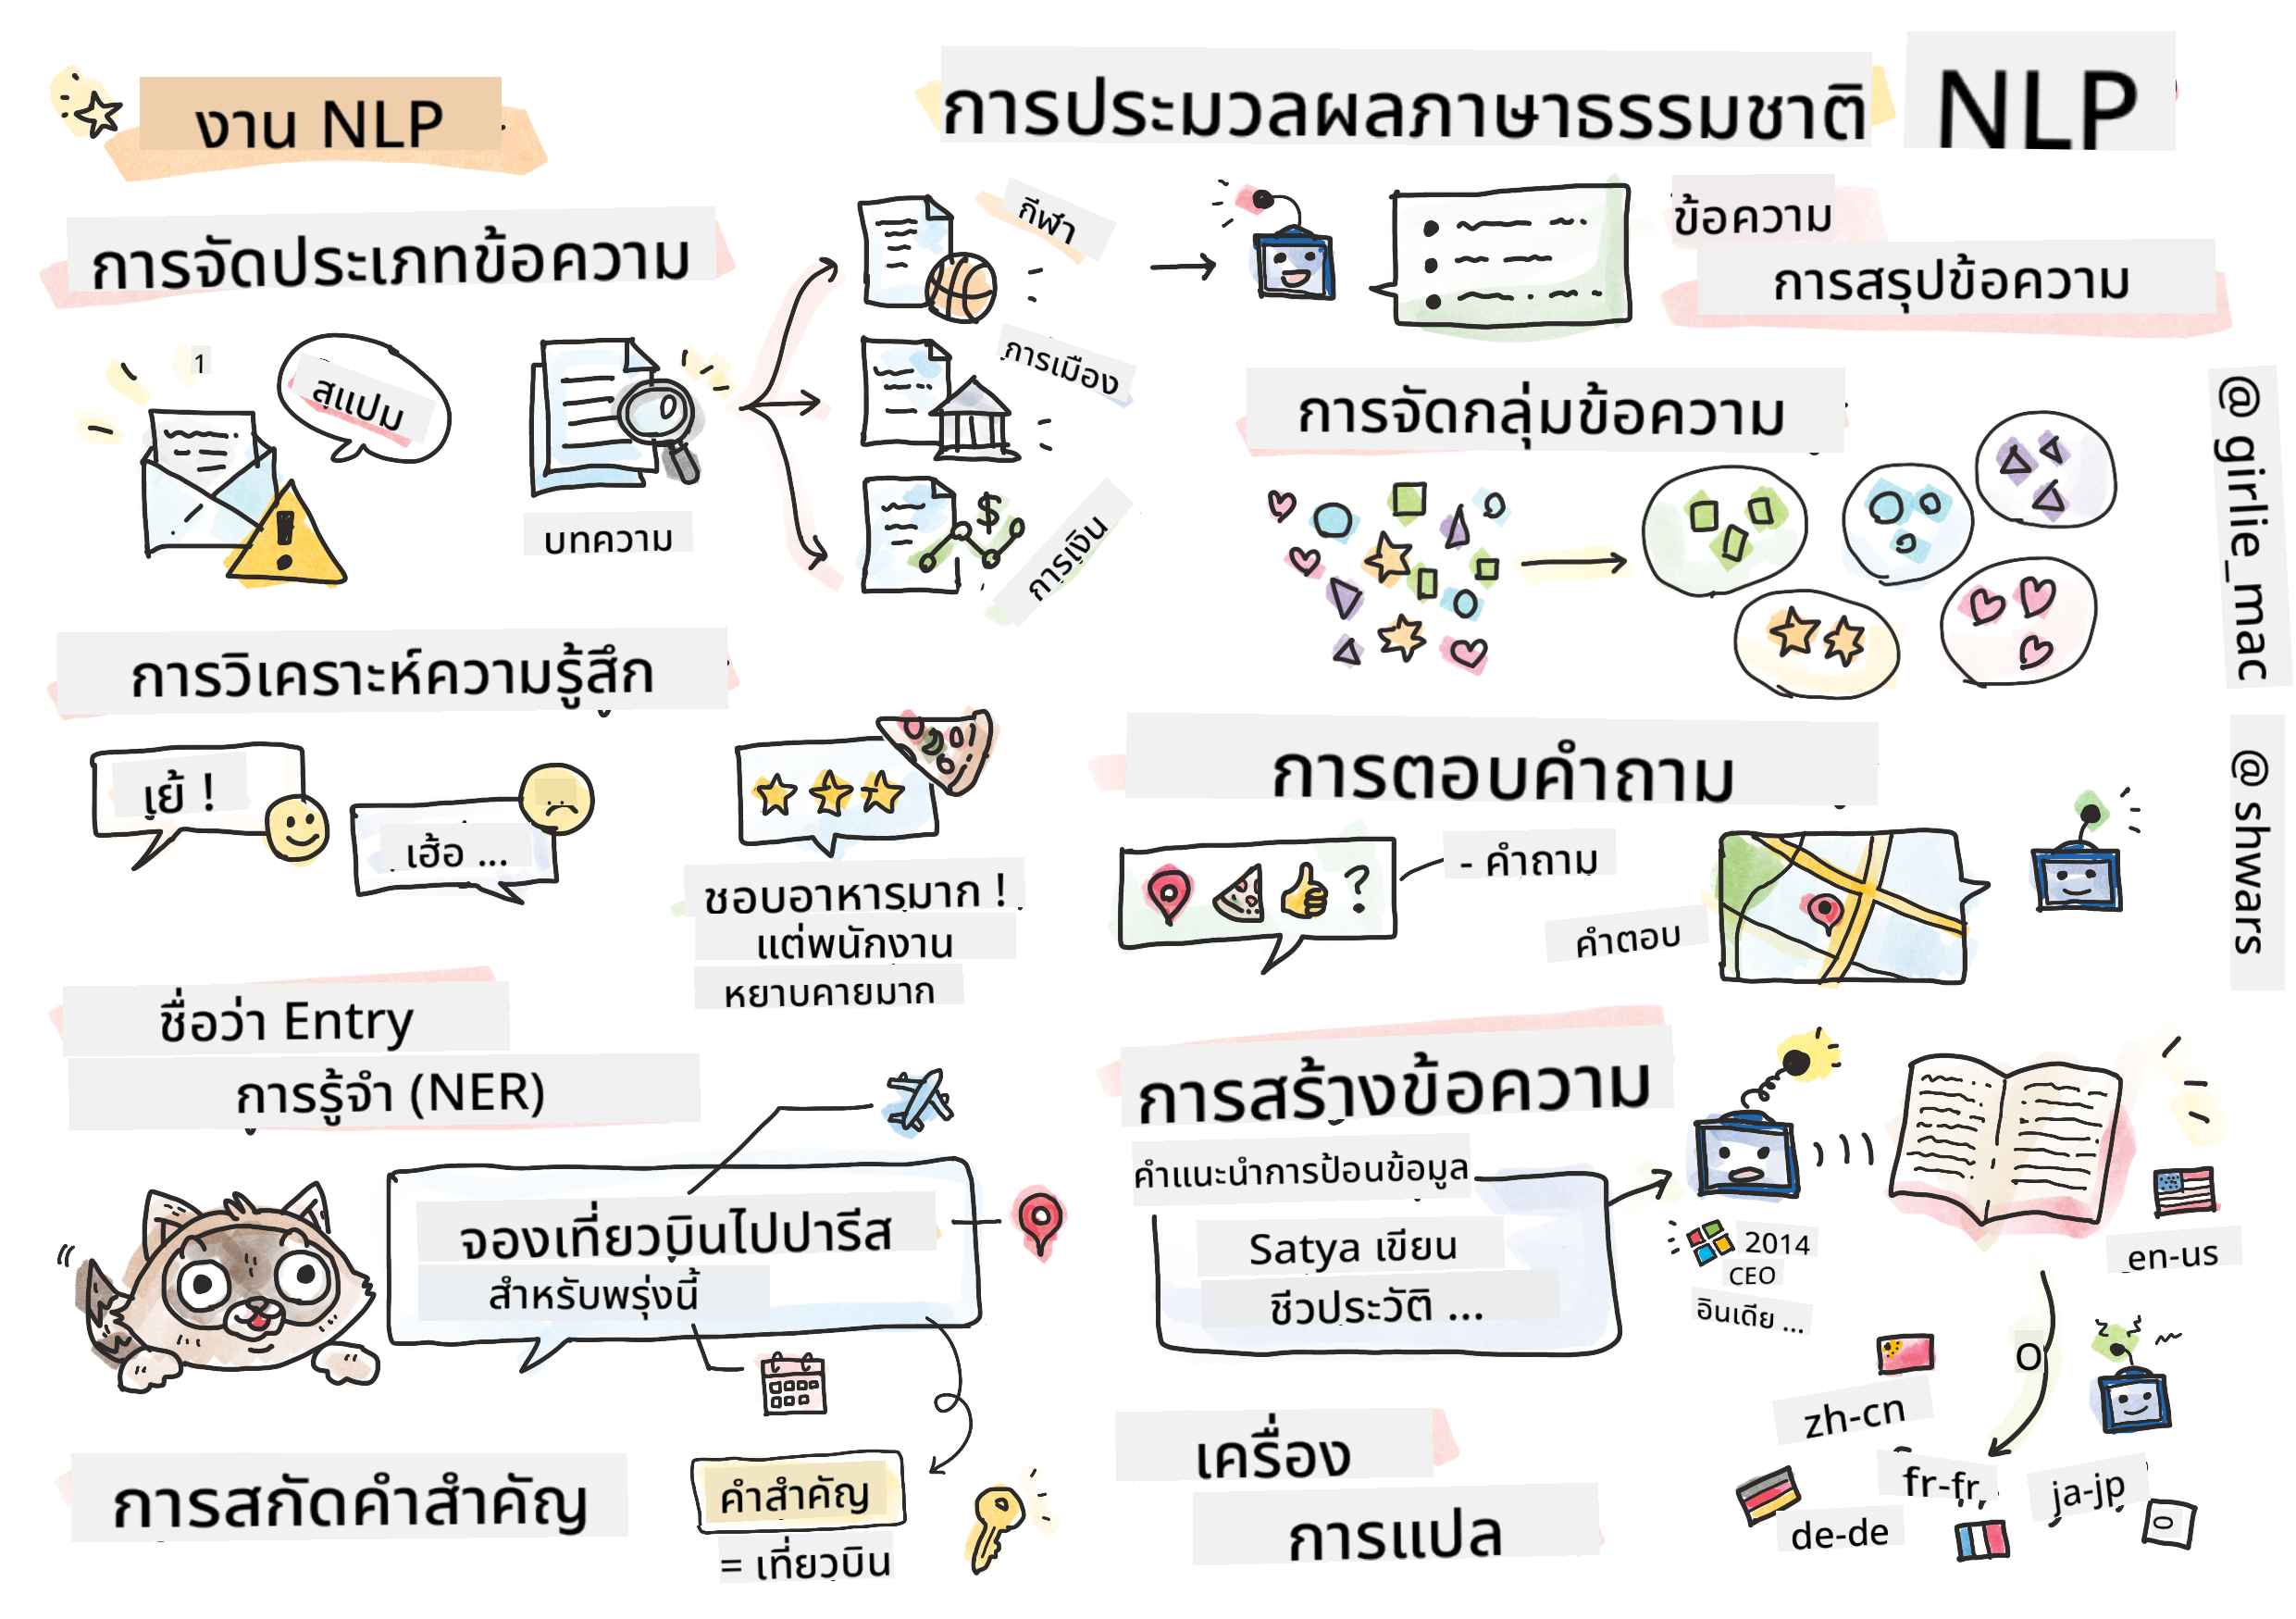 งาน NLP
การประมวลผลภาษาธรรมชาติ NLP
การจัดประเภทข้อความ
1
สแปม
บทความ
กีฬา
การเมือง
การเงิน
$
ข้อความ
การสรุปข้อความ
การจัดกลุ่มข้อความ
@ girlie_mac
@ shwars
การวิเคราะห์ความรู้สึก
เย้ !
เฮ้อ ...
ชอบอาหารมาก !
แต่พนักงาน
หยาบคายมาก
การตอบคำถาม
?
- คำถาม
คำตอบ
ชื่อว่า Entry
การรู้จำ (NER)
จองเที่ยวบินไปปารีส
สำหรับพรุ่งนี้
การสกัดคำสำคัญ
คำสำคัญ
= เที่ยวบิน
การสร้างข้อความ
คำแนะนำการป้อนข้อมูล
Satya เขียน
ชีวประวัติ ...
2014
CEO
อินเดีย ...
en-us
O
zh-cn
fr-fr
ja-jp
de-de
0
เครื่อง
การแปล